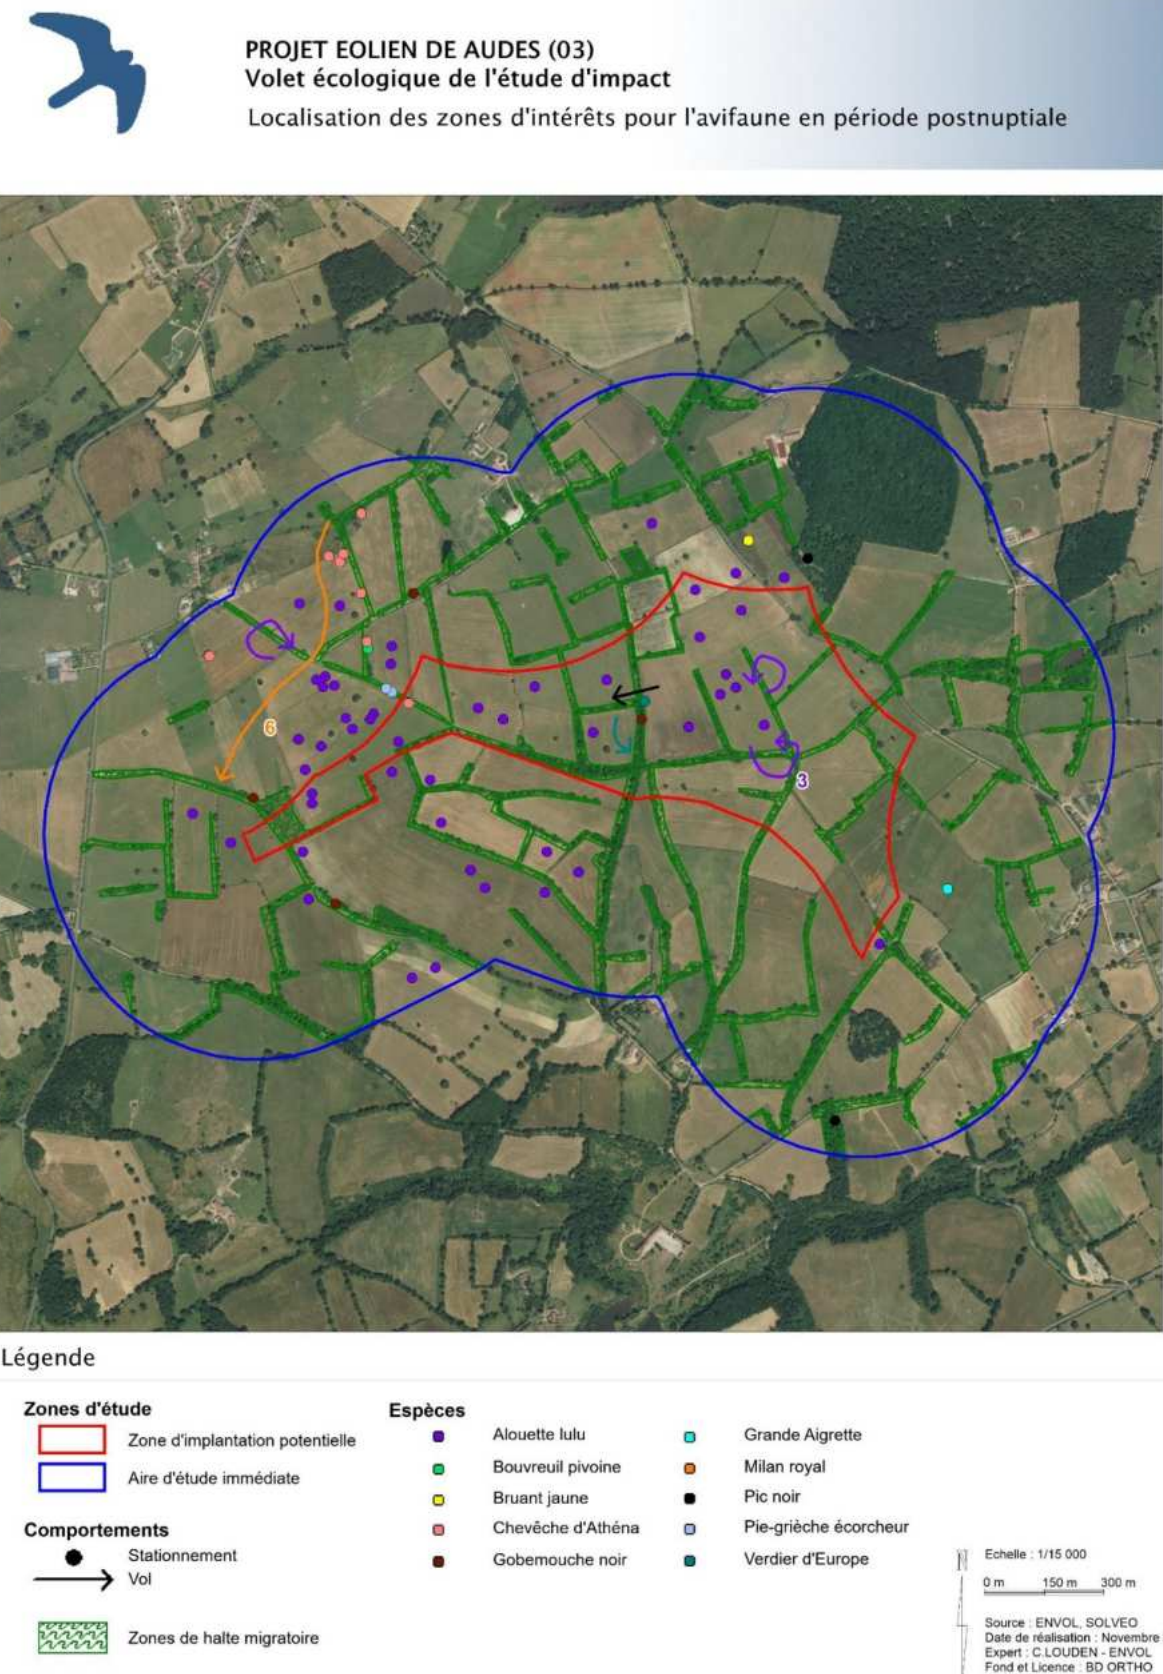 PROJET EOLIEN DE AUDES (03)
Volet écologique de l'étude d'impact
Localisation des zones d'intérêts pour l'avifaune en période postnuptiale
6
3
Légende
Zones d'étude
Zone d'implantation potentielle
Aire d'étude immédiate
Comportements
Stationnement
Vol
Zones de halte migratoire
Espèces
Alouette lulu
Bouvreuil pivoine
Bruant jaune
Chevêche d'Athéna
Gobemouche noir
Grande Aigrette
Milan royal
Pic noir
Pie-grièche écorcheur
Verdier d'Europe
N
Echelle : 1/15 000
0 m 150 m 300 m
Source : ENVOL, SOLVEO
Date de réalisation : Novembre
Expert : C.LOUDEN - ENVOL
Fond et Licence : BD ORTHO